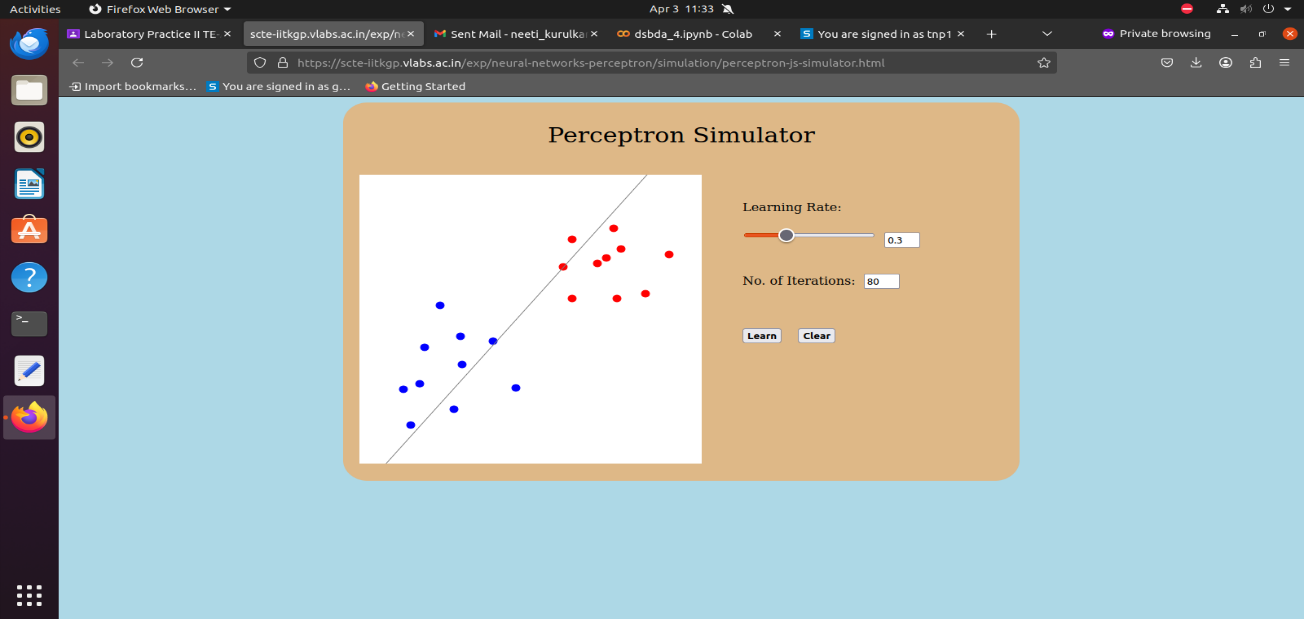 Activities
Firefox Web Browser
Apr 3 11:33
Laboratory Practice II TE-
scte-iitkgp.vlabs.ac.in/exp/ne
Sent Mail - neeti_kurulkar
dsbda_4.ipynb - Colab
You are signed in as tnp1
Private browsing
https://scte-iitkgp.vlabs.ac.in/exp/neural-networks-perceptron/simulation/perceptron-js-simulator.html
Import bookmarks...
You are signed in as g...
Getting Started
Perceptron Simulator
Learning Rate:
0.3
No. of Iterations: 80
Learn Clear